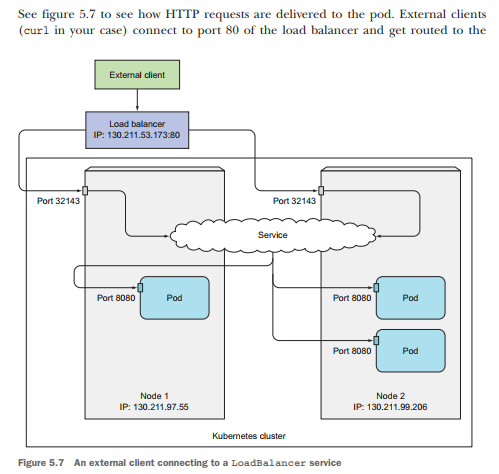 See figure 5.7 to see how HTTP requests are delivered to the pod. External clients
(curl in your case) connect to port 80 of the load balancer and get routed to the
External client
Load balancer
IP: 130.211.53.173:80
Port 32143
Port 32143
Service
Port 8080
Pod
Port 8080
Pod
Port 8080
Pod
Node 1
IP: 130.211.97.55
Node 2
IP: 130.211.99.206
Kubernetes cluster
Figure 5.7 An external client connecting to a LoadBalancer service